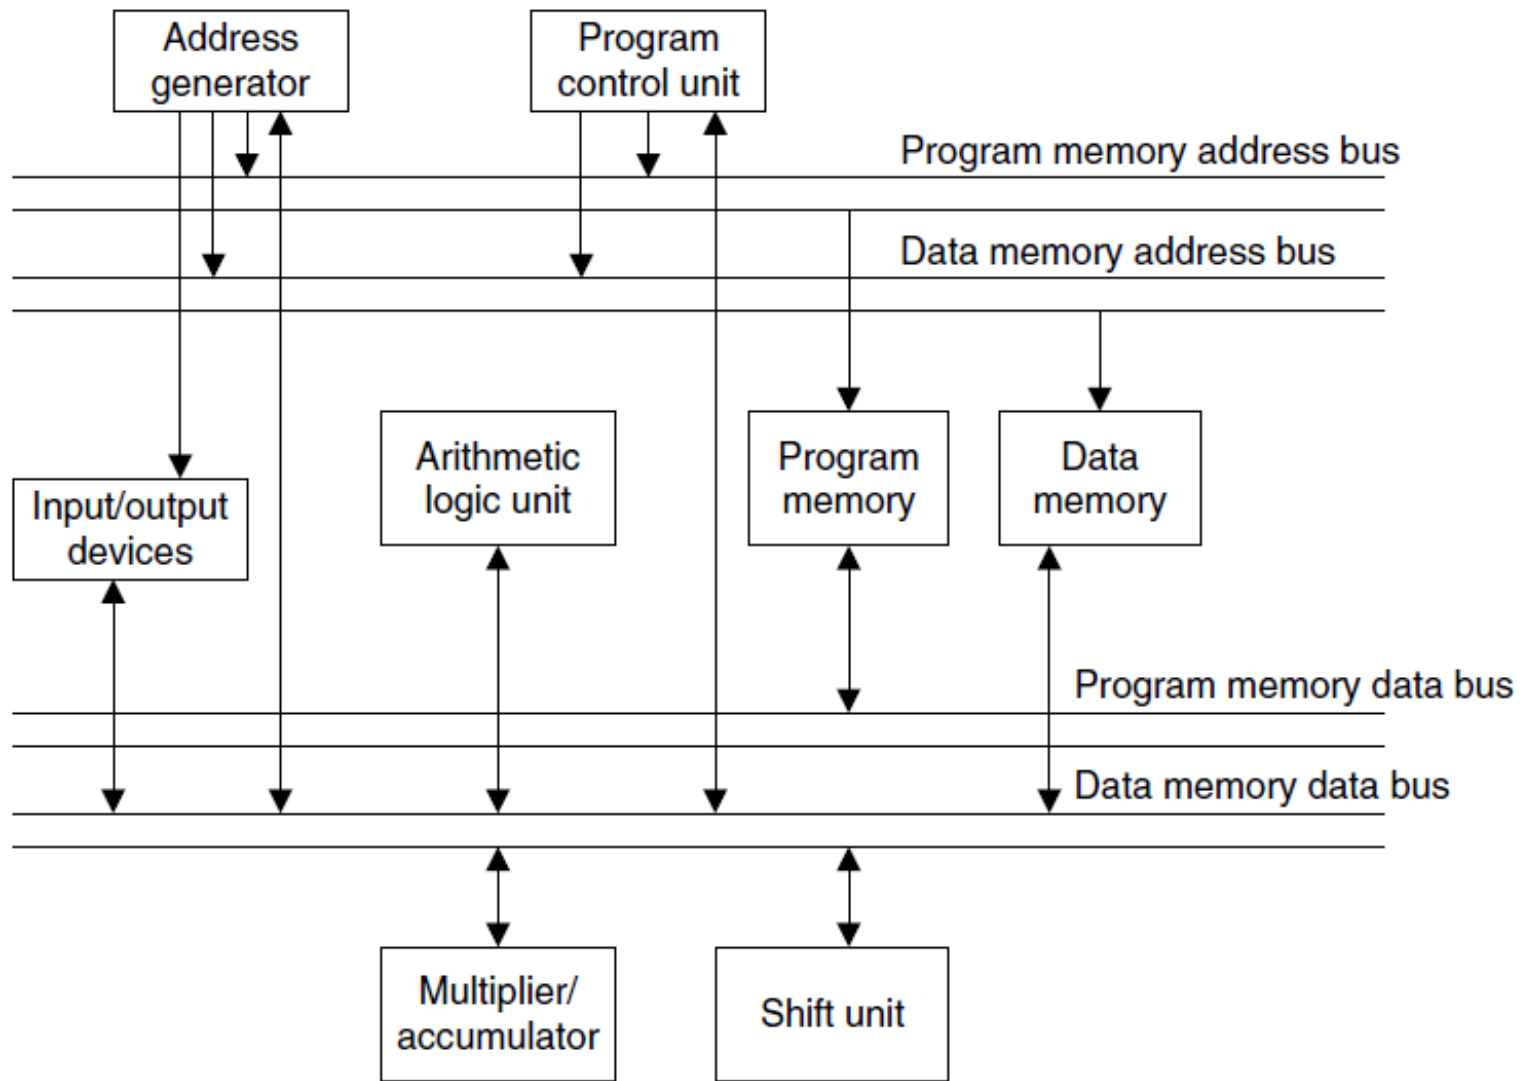 Address
generator
Program
control unit
Program memory address bus
Data memory address bus
Arithmetic
logic unit
Program
memory
Data
memory
Input/output
devices
Program memory data bus
Data memory data bus
Multiplier/
accumulator
Shift unit